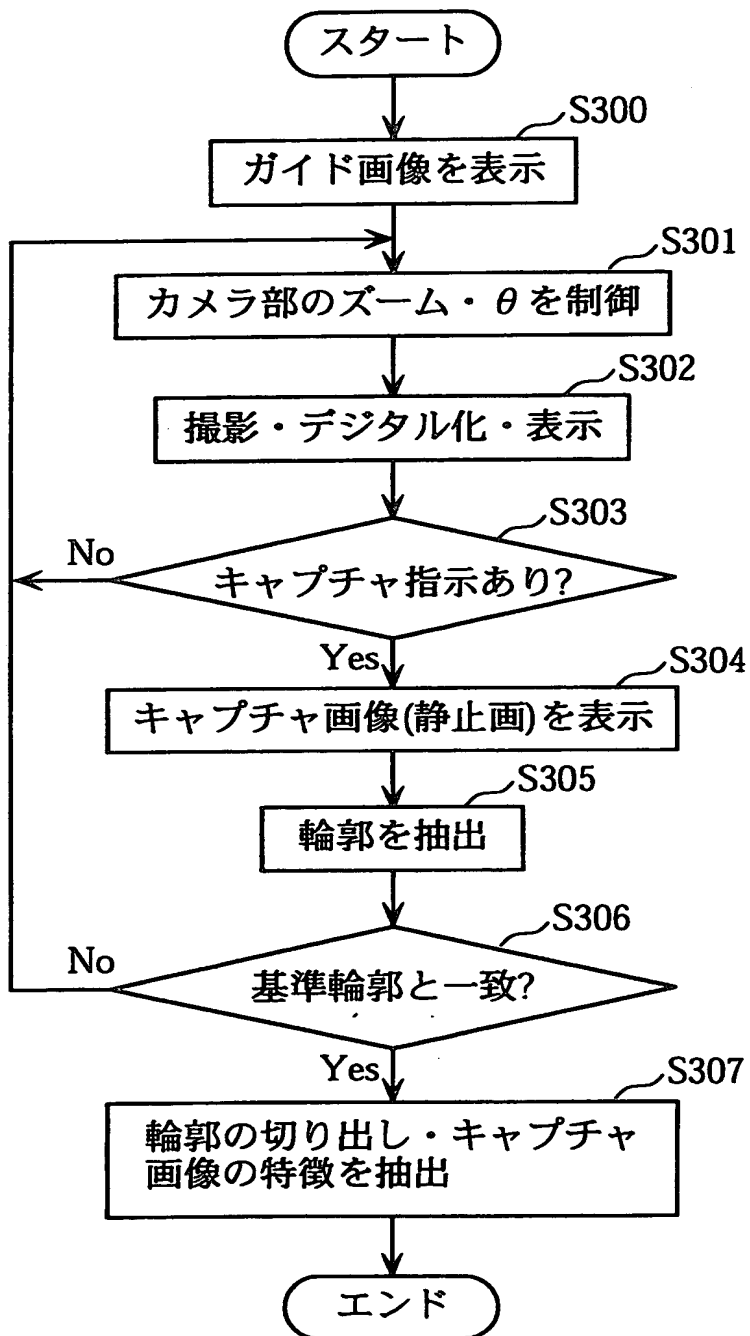 スタート
S300
ガイド画像を表示
S301
カメラ部のズーム・θを制御
S302
撮影・デジタル化・表示
S303
No
キャプチャ指示あり?
Yes
S304
キャプチャ画像(静止画)を表示
S305
輪郭を抽出
S306
No
基準輪郭と一致?
Yes
S307
輪郭の切り出し・キャプチャ
画像の特徴を抽出
エンド